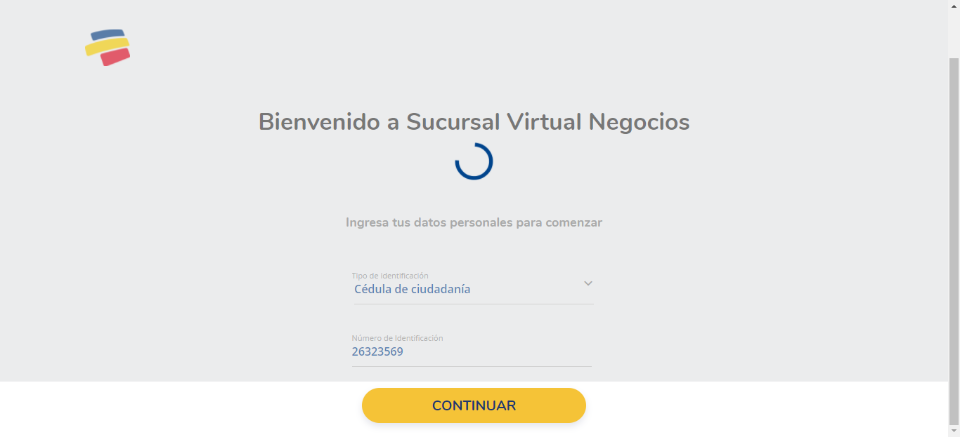 Bienvenido a Sucursal Virtual Negocios
Ingresa tus datos personales para comenzar
Tipo de Identificación
Cédula de ciudadanía
Número de Identificación
26323569
CONTINUAR